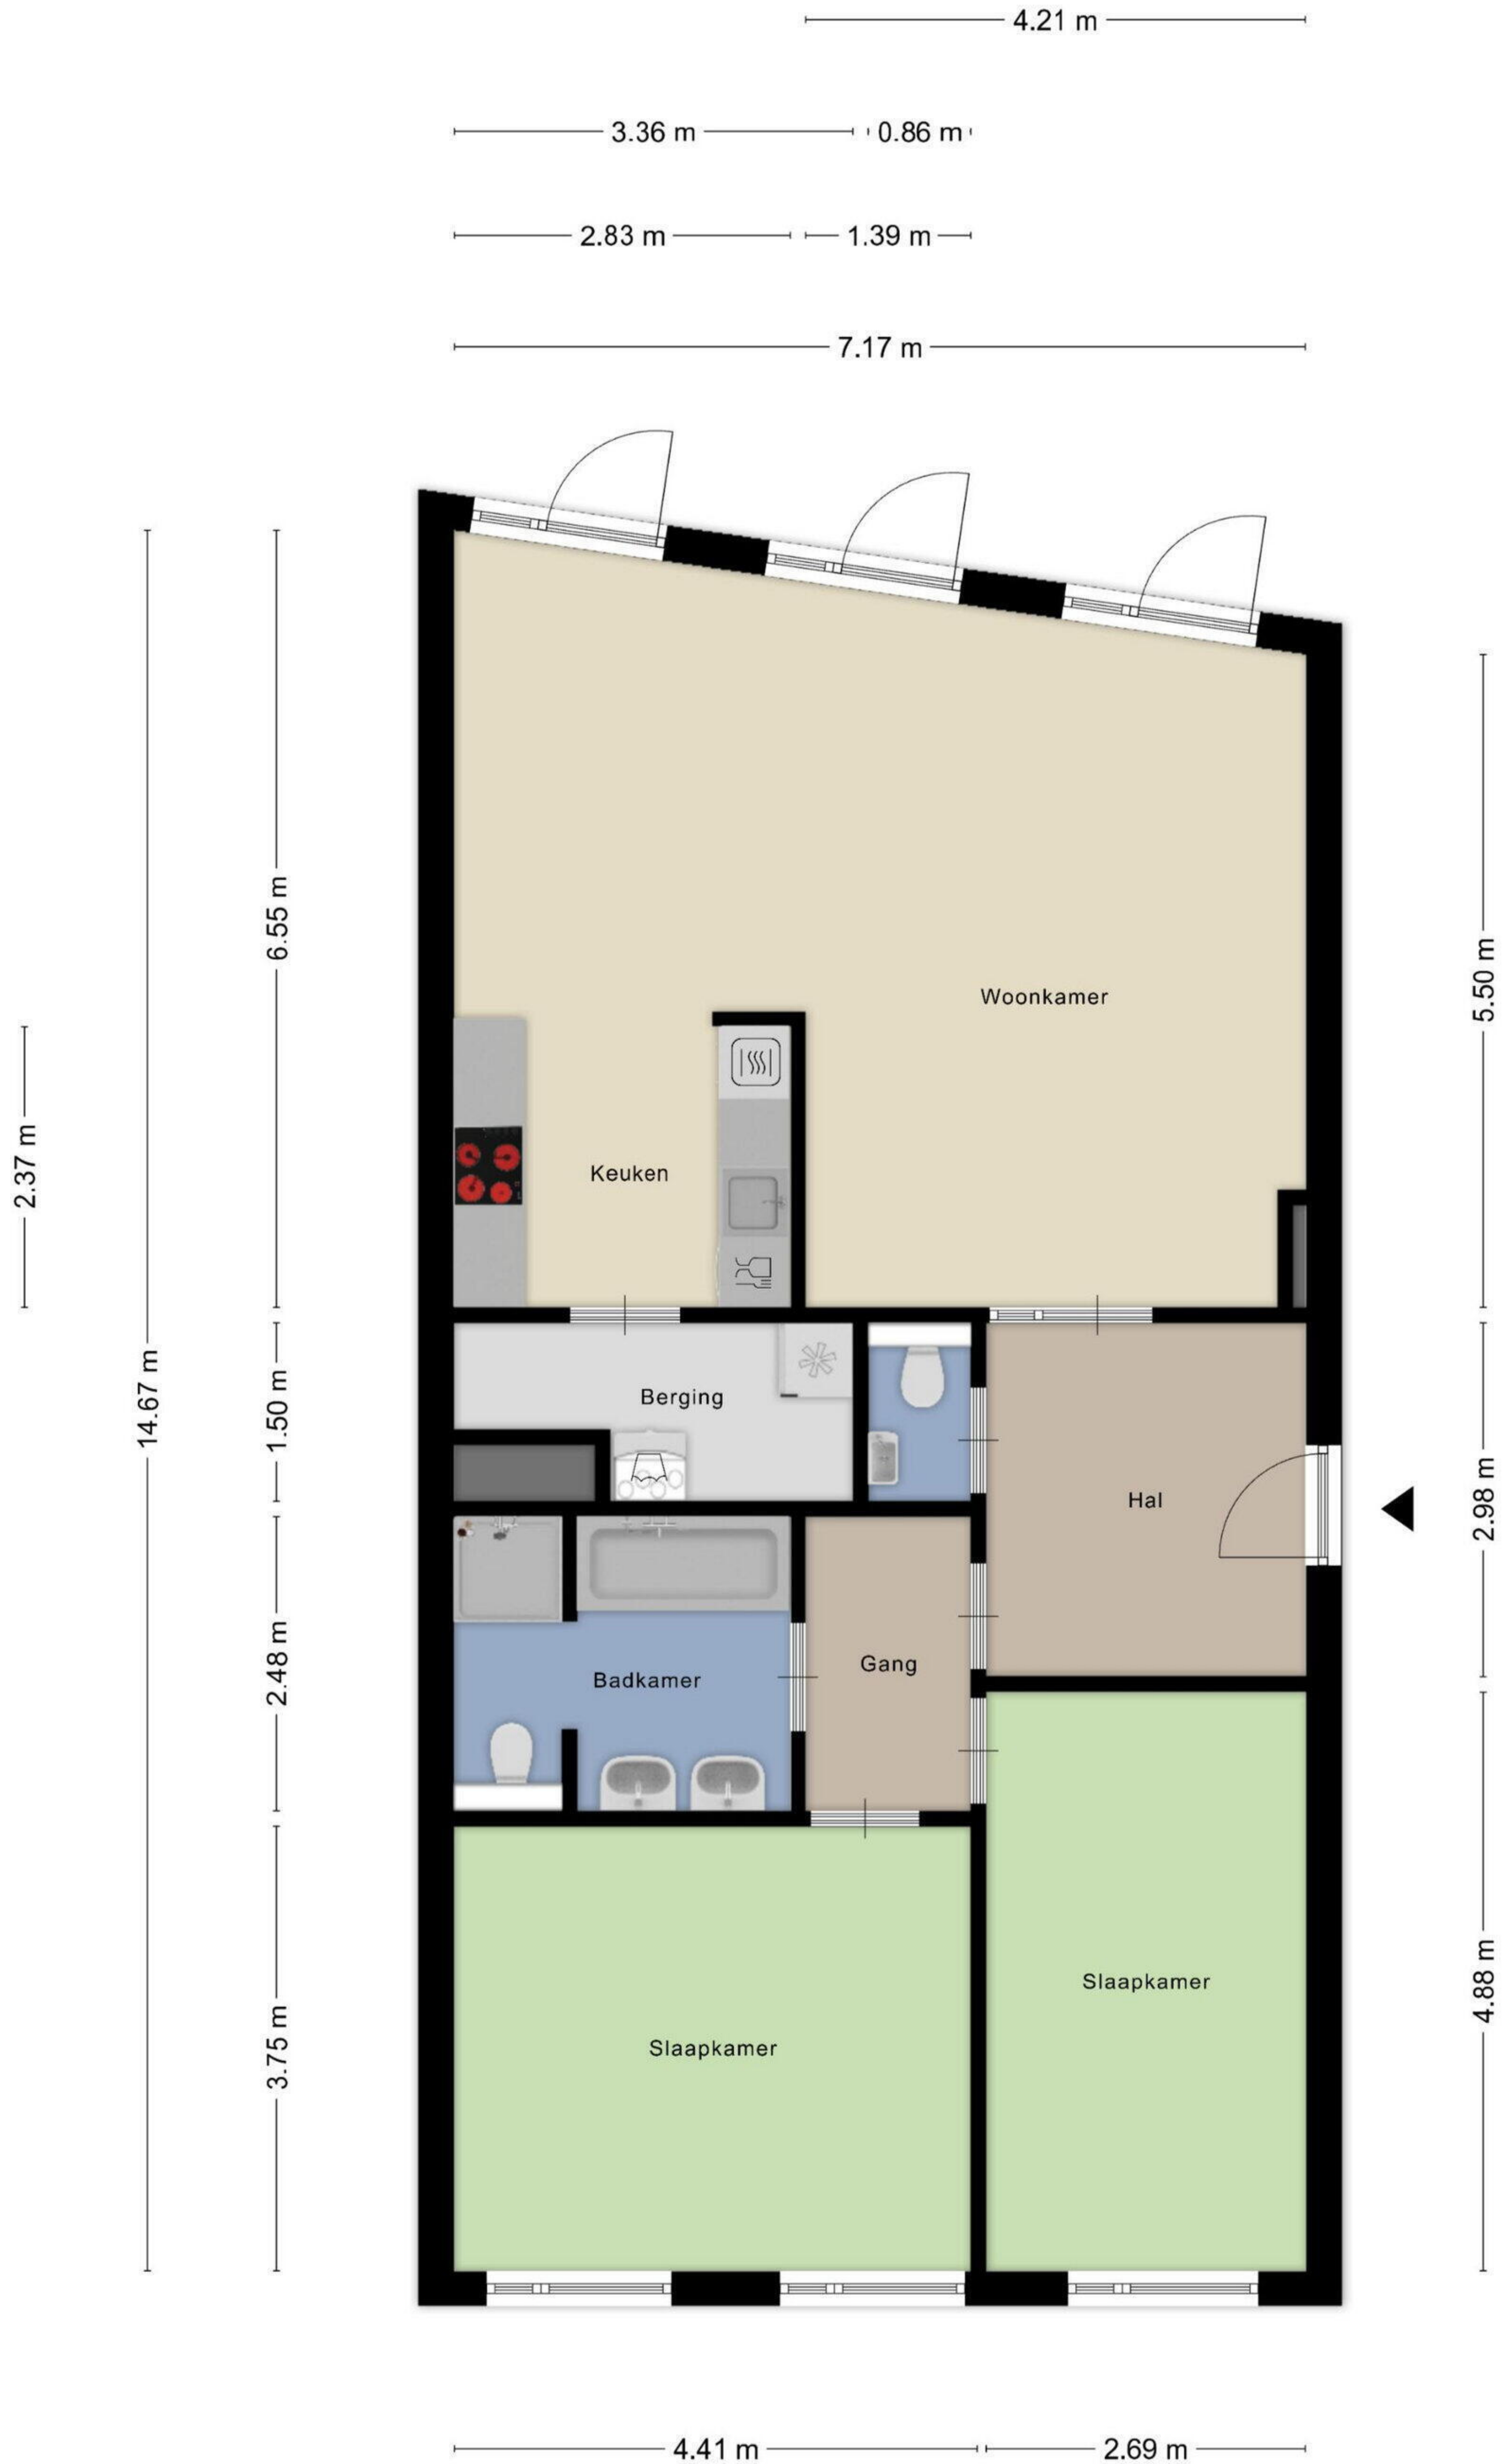 4.21 m
3.36 m
0.86 m
2.83 m
1.39 m
7.17 m
6.55 m
5.50 m
Woonkamer
2.37 m
Keuken
14.67 m
1.50 m
Berging
2.98 m
Hal
2.48 m
Gang
Badkamer
4.88 m
Slaapkamer
3.75 m
Slaapkamer
4.41 m
2.69 m